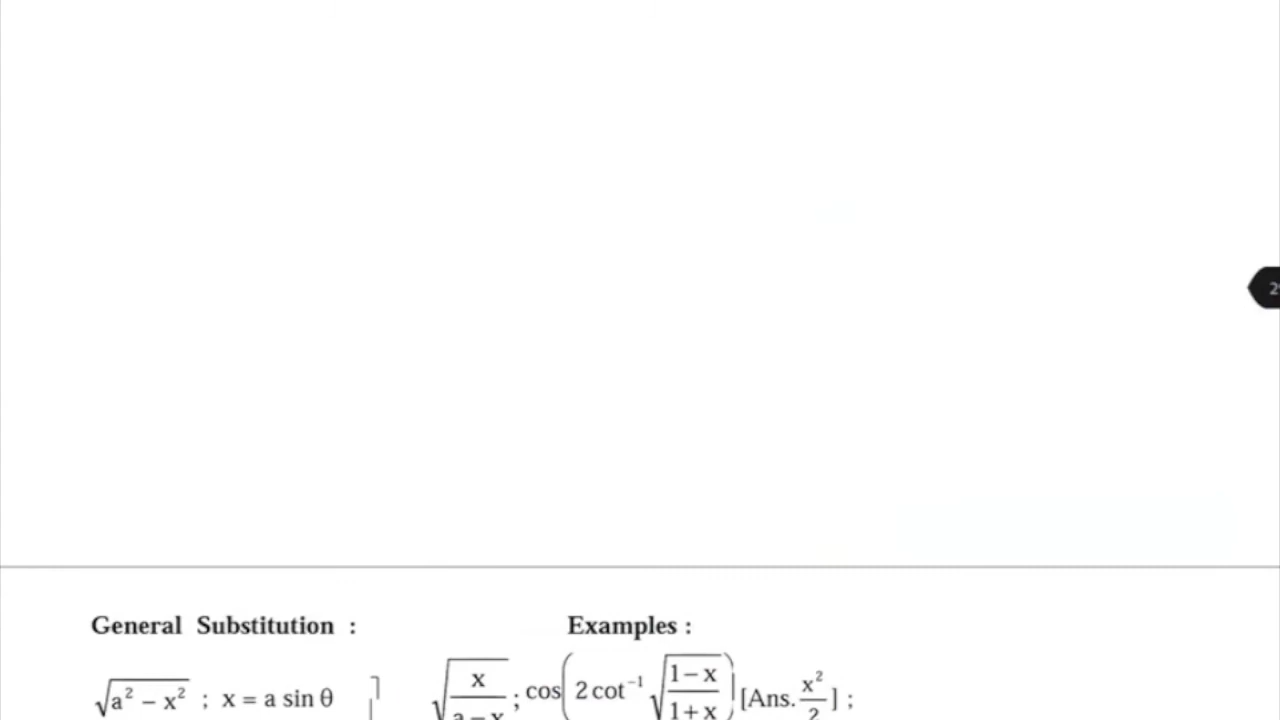 General Substitution :
Examples :
√(a² − x²) ; x = a sin θ
√(x/(a − x)) ; cos(2 cot⁻¹ √((1 − x)/(1 + x))) [Ans. x²/2] ;